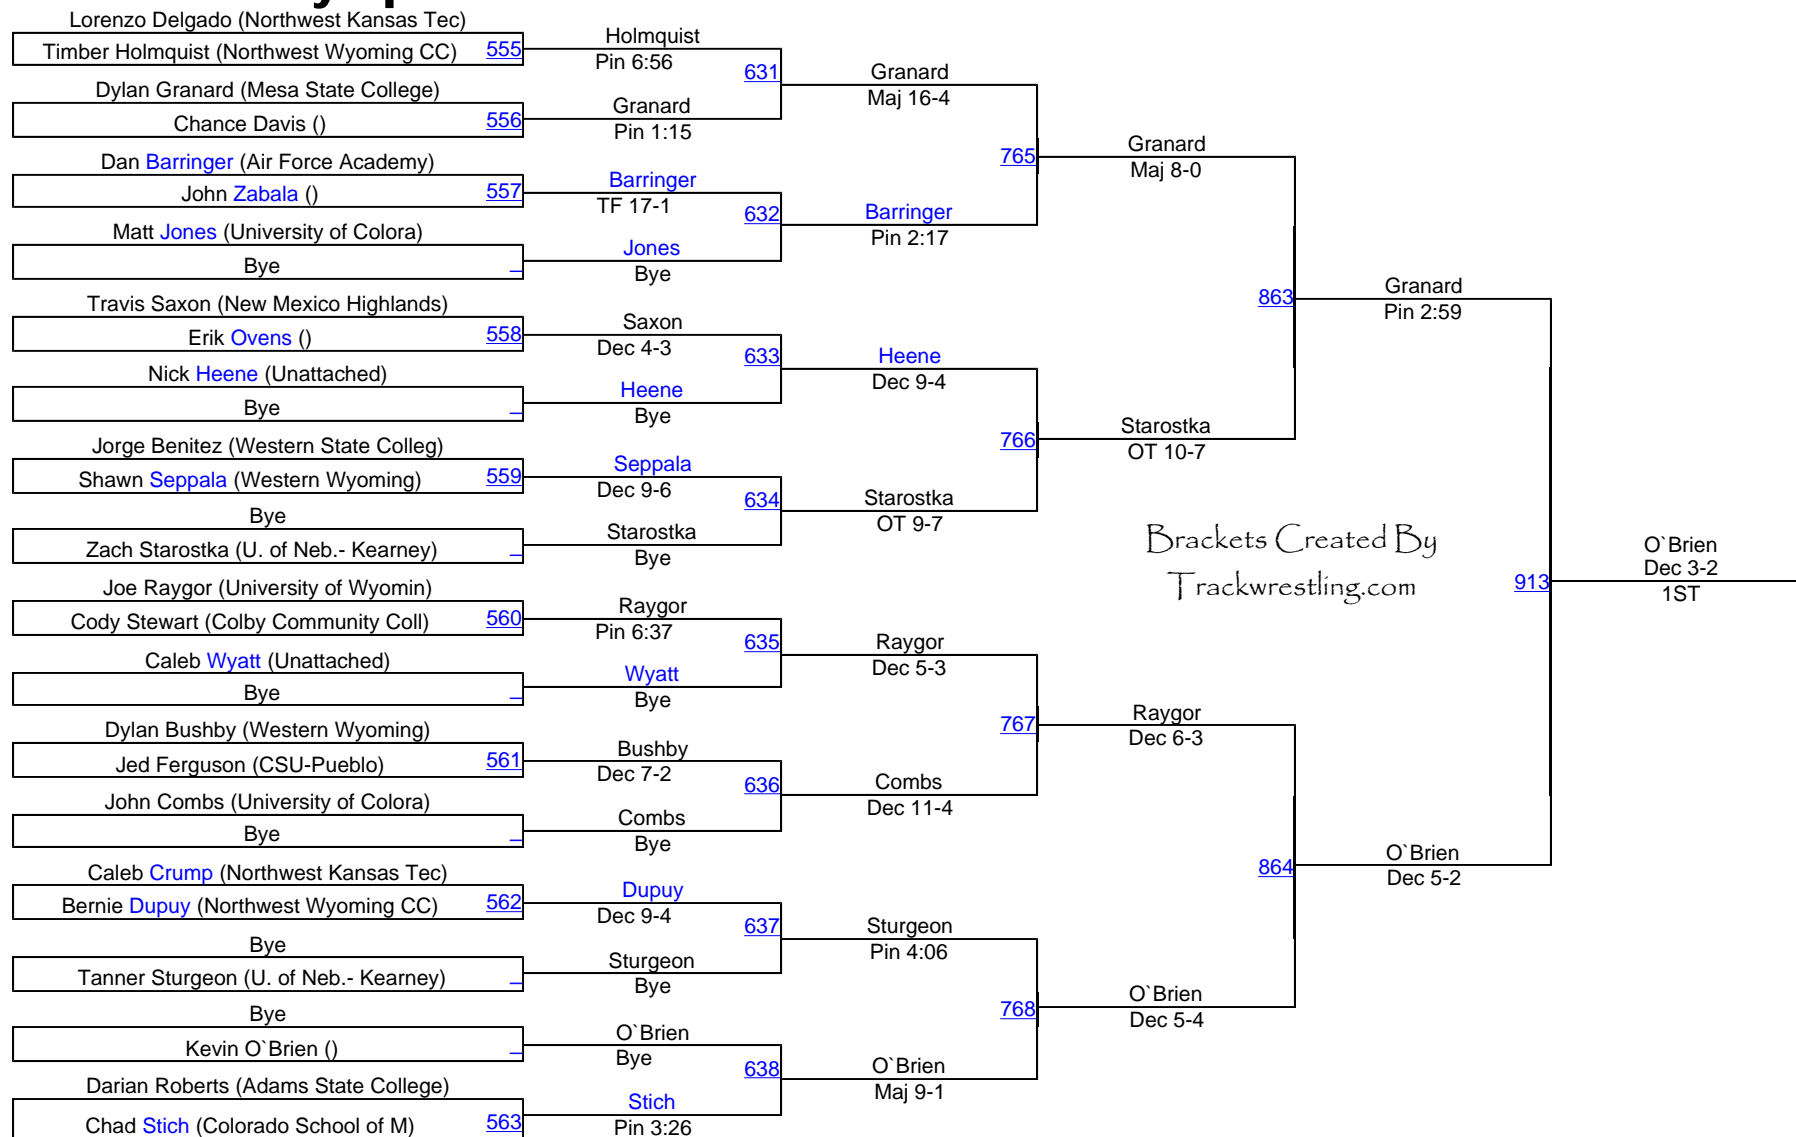 Lorenzo Delgado (Northwest Kansas Tec)
Timber Holmquist (Northwest Wyoming CC) 555
Dylan Granard (Mesa State College)
Chance Davis () 556
Dan Barringer (Air Force Academy)
John Zabala () 557
Matt Jones (University of Colora)
Bye
Travis Saxon (New Mexico Highlands)
Erik Ovens () 558
Nick Heene (Unattached)
Bye
Jorge Benitez (Western State Colleg)
Shawn Seppala (Western Wyoming) 559
Bye
Zach Starostka (U. of Neb.- Kearney)
Joe Raygor (University of Wyomin)
Cody Stewart (Colby Community Coll) 560
Caleb Wyatt (Unattached)
Bye
Dylan Bushby (Western Wyoming)
Jed Ferguson (CSU-Pueblo) 561
John Combs (University of Colora)
Bye
Caleb Crump (Northwest Kansas Tec)
Bernie Dupuy (Northwest Wyoming CC) 562
Bye
Tanner Sturgeon (U. of Neb.- Kearney)
Bye
Kevin O`Brien ()
Darian Roberts (Adams State College)
Chad Stich (Colorado School of M) 563
Holmquist
Pin 6:56
631
Granard
Pin 1:15
Barringer
TF 17-1
632
Jones
Bye
Saxon
Dec 4-3
633
Heene
Bye
Seppala
Dec 9-6
634
Starostka
Bye
Raygor
Pin 6:37
635
Wyatt
Bye
Bushby
Dec 7-2
636
Combs
Bye
Dupuy
Dec 9-4
637
Sturgeon
Bye
O`Brien
Bye
638
Stich
Pin 3:26
Granard
Maj 16-4
765
Barringer
Pin 2:17
Heene
Dec 9-4
766
Starostka
OT 9-7
Raygor
Dec 5-3
767
Combs
Dec 11-4
Sturgeon
Pin 4:06
768
O`Brien
Maj 9-1
Granard
Maj 8-0
863
Starostka
OT 10-7
Brackets Created By
Trackwrestling.com
Raygor
Dec 6-3
864
O`Brien
Dec 5-4
Granard
Pin 2:59
913
O`Brien
Dec 5-2
O`Brien
Dec 3-2
1ST